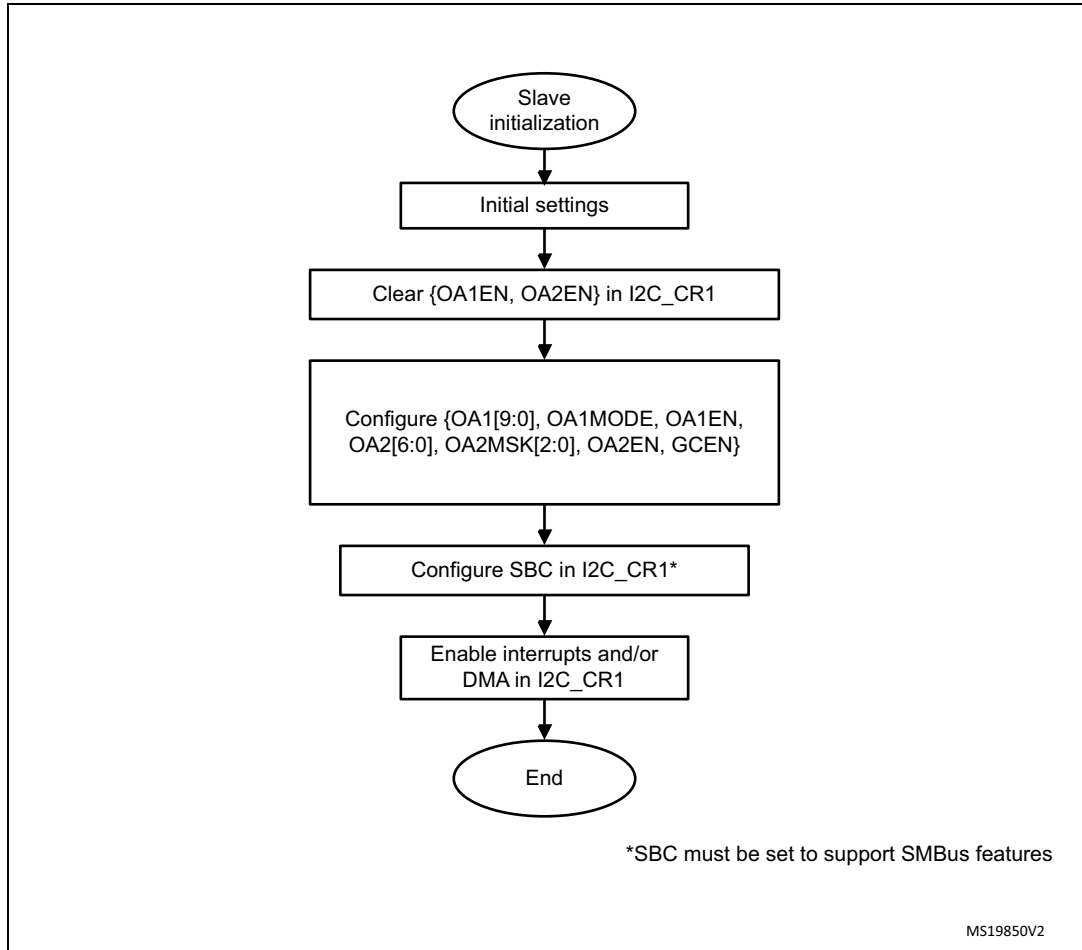 Slave
initialization
Initial settings
Clear {OA1EN, OA2EN} in I2C_CR1
Configure {OA1[9:0], OA1MODE, OA1EN,
OA2[6:0], OA2MSK[2:0], OA2EN, GCEN}
Configure SBC in I2C_CR1*
Enable interrupts and/or
DMA in I2C_CR1
End
*SBC must be set to support SMBus features
MS19850V2